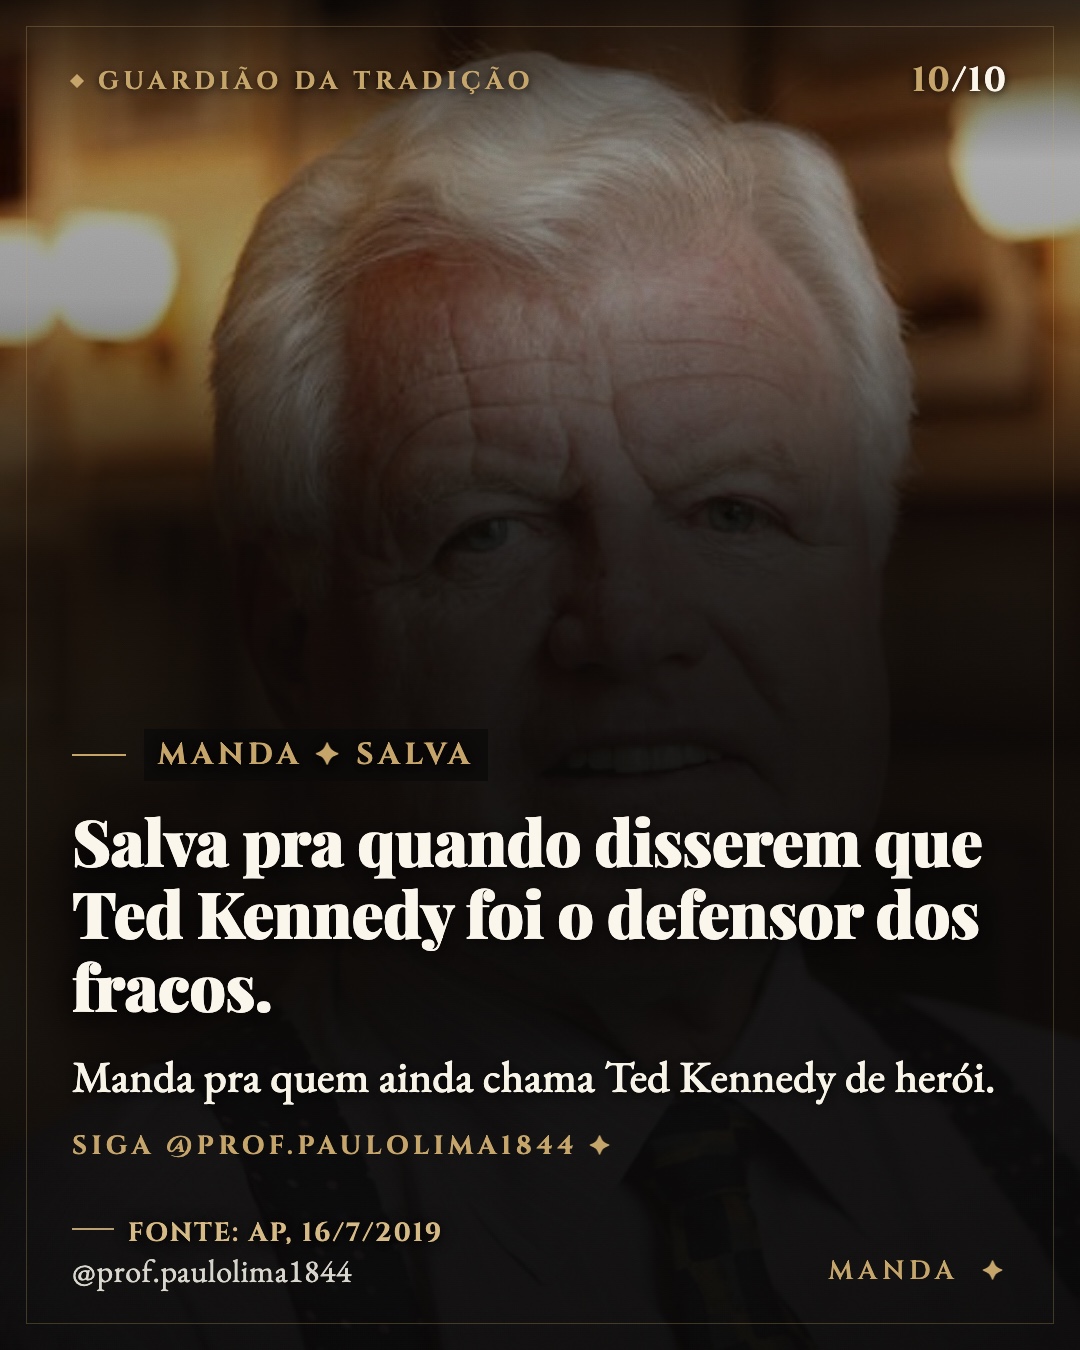 GUARDIÃO DA TRADIÇÃO
10/10
MANDA ✦ SALVA
Salva pra quando disserem que
Ted Kennedy foi o defensor dos
fracos.
Manda pra quem ainda chama Ted Kennedy de herói.
SIGA @PROF.PAULOLIMA1844 ✦
FONTE: AP, 16/7/2019
@prof.paulolima1844
MANDA ✦